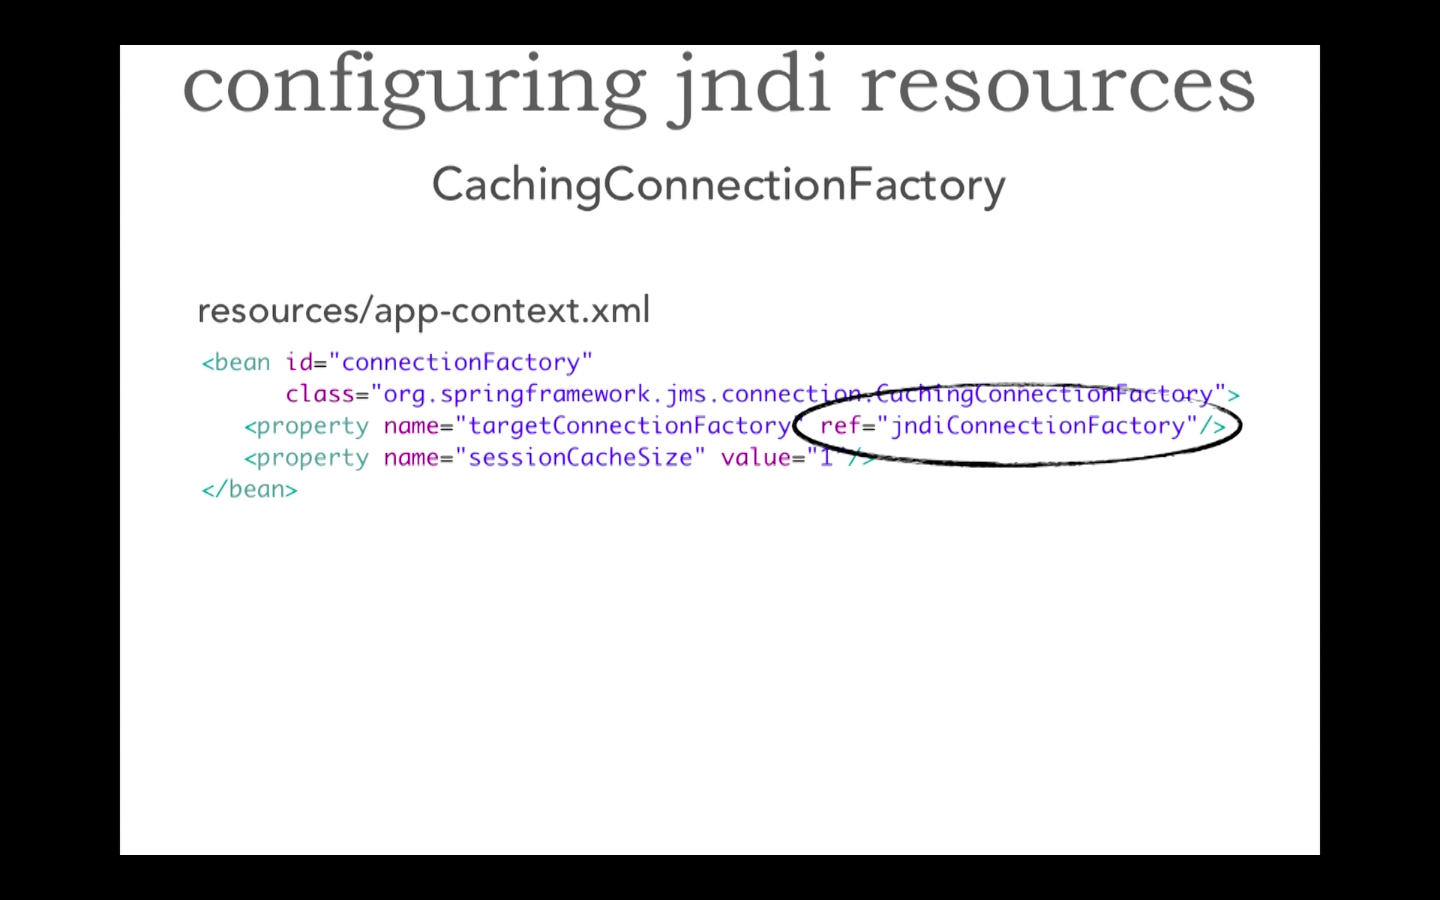 configuring jndi resources
CachingConnectionFactory
resources/app-context.xml
<bean id="connectionFactory"
class="org.springframework.jms.connection.CachingConnectionFactory">
<property name="targetConnectionFactory" ref="jndiConnectionFactory"/>
<property name="sessionCacheSize" value="1"/>
</bean>